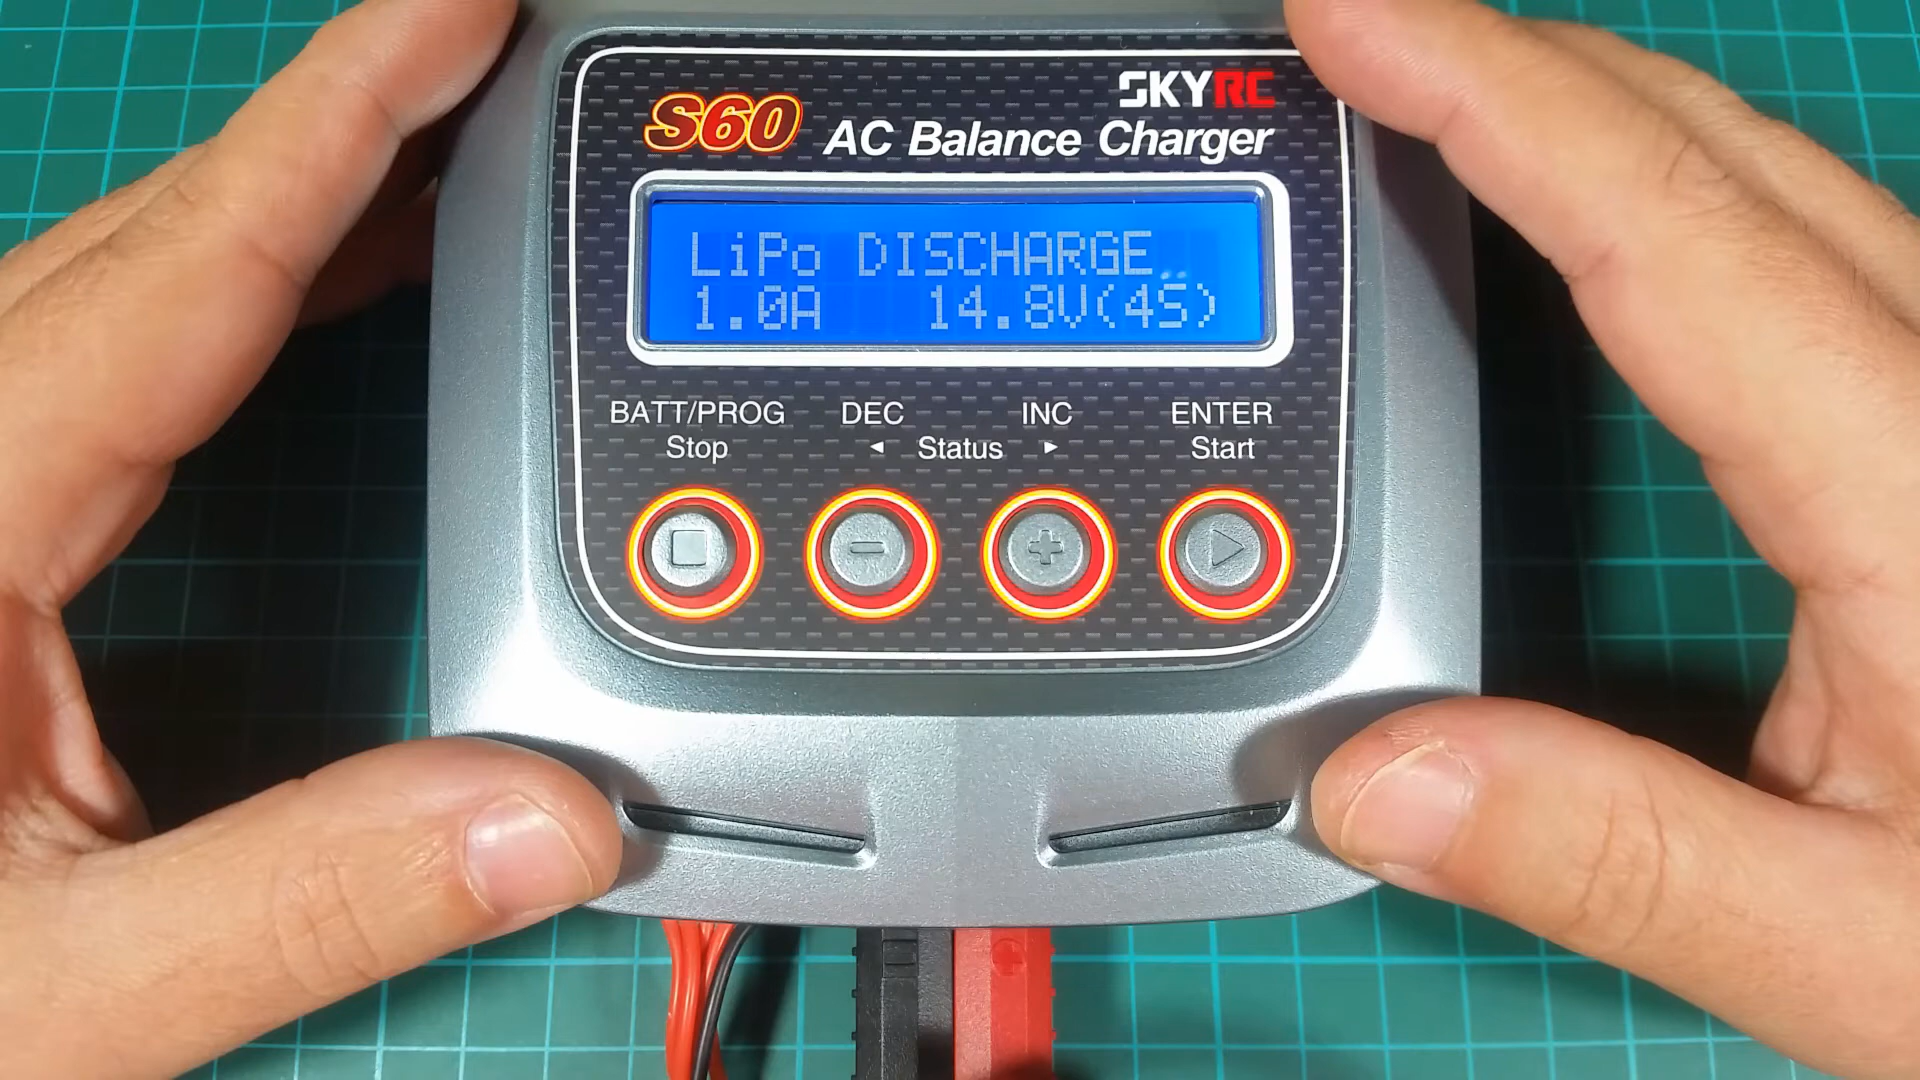 SKYRC
S60 AC Balance Charger
LiPo DISCHARGE
1.0A 14.8V(4S)
BATT/PROG DEC INC ENTER
Stop ◄ Status ► Start